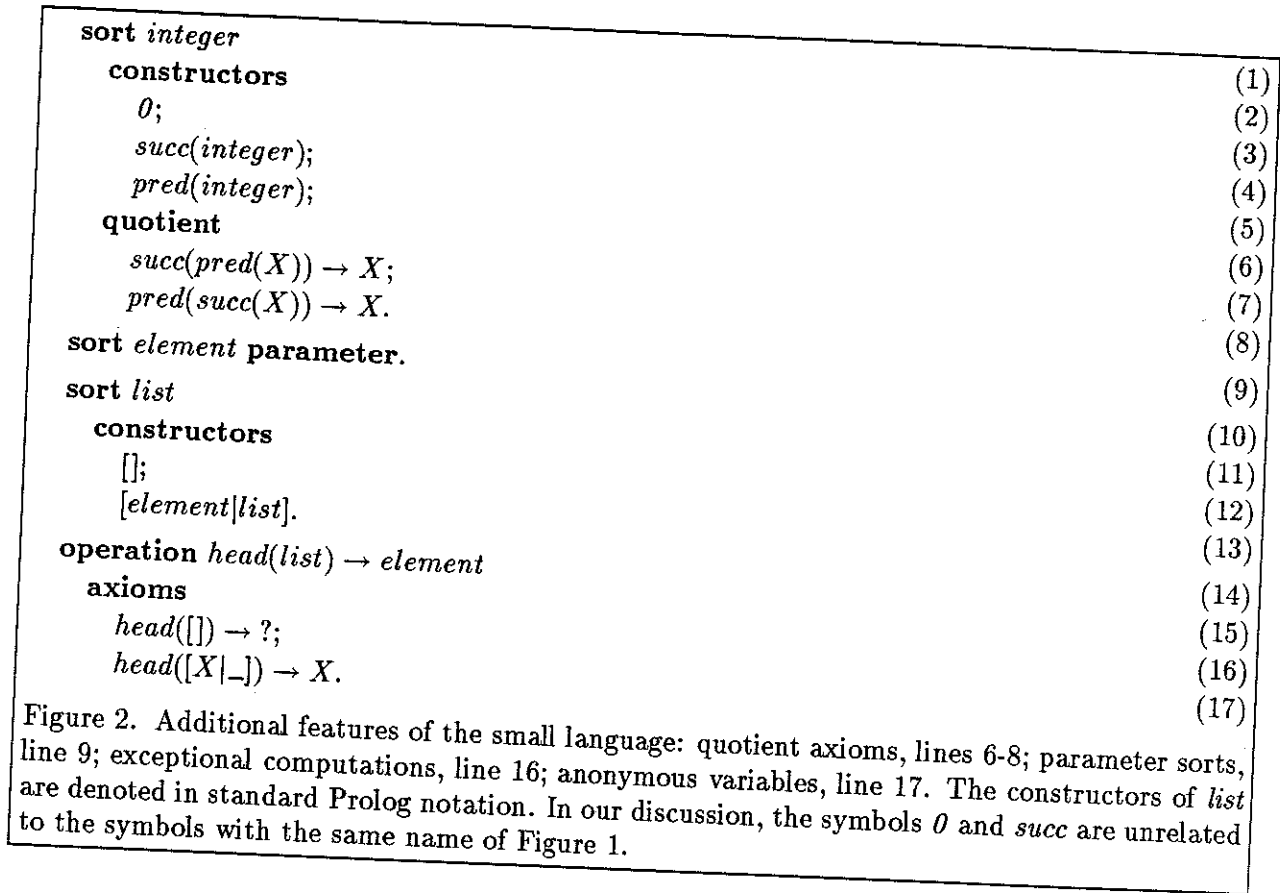 sort integer (1)
constructors (2)
0; (3)
succ(integer); (4)
pred(integer); (5)
quotient (6)
succ(pred(X)) → X; (7)
pred(succ(X)) → X. (8)
sort element parameter. (9)
sort list (10)
constructors (11)
[]; (12)
[element|list]. (13)
operation head(list) → element (14)
axioms (15)
head([]) → ?; (16)
head([X|_]) → X. (17)
Figure 2. Additional features of the small language: quotient axioms, lines 6-8; parameter sorts,
line 9; exceptional computations, line 16; anonymous variables, line 17. The constructors of list
are denoted in standard Prolog notation. In our discussion, the symbols 0 and succ are unrelated
to the symbols with the same name of Figure 1.